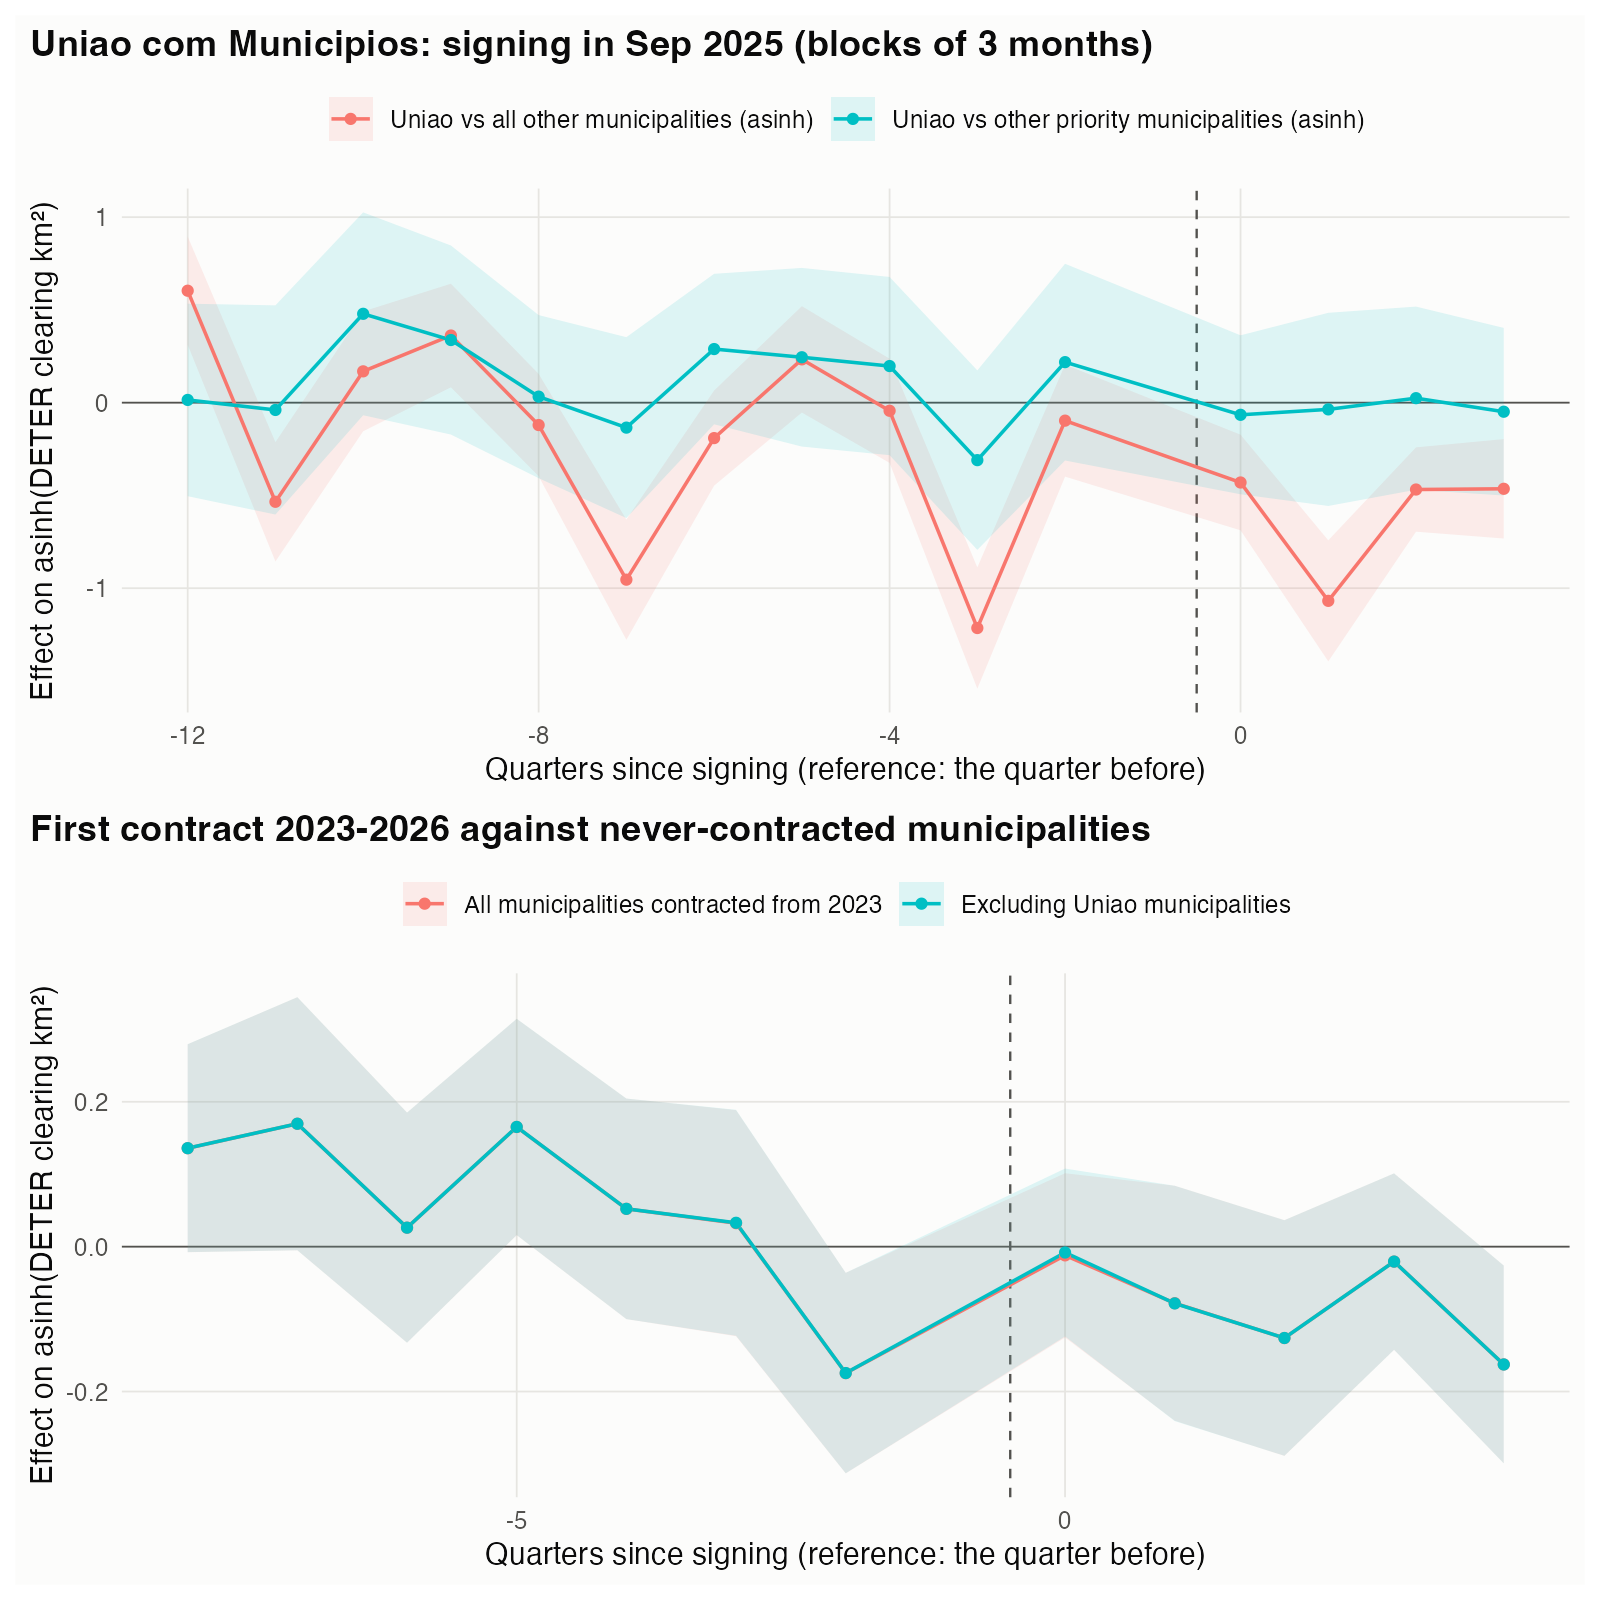 Uniao com Municipios: signing in Sep 2025 (blocks of 3 months)
Uniao vs all other municipalities (asinh) Uniao vs other priority municipalities (asinh)
Effect on asinh(DETER clearing km²)
1
0
-1
-12 -8 -4 0
Quarters since signing (reference: the quarter before)
First contract 2023-2026 against never-contracted municipalities
All municipalities contracted from 2023 Excluding Uniao municipalities
Effect on asinh(DETER clearing km²)
0.2
0.0
-0.2
-5 0
Quarters since signing (reference: the quarter before)